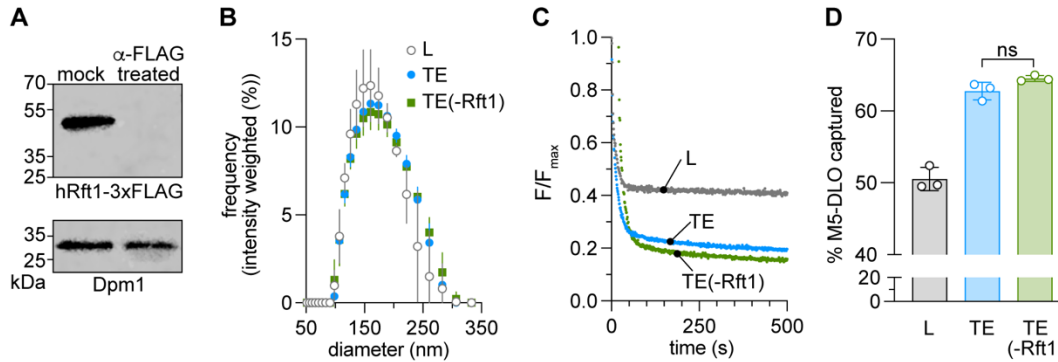 A
α-FLAG
mock treated
70
55
35
25
hRft1-3xFLAG
35
25
kDa
Dpm1
B
frequency
(intensity weighted (%))
15
10
5
0
50
150
250
350
diameter (nm)
L
TE
TE(-Rft1)
C
F/Fmax
1.0
0.8
0.6
0.4
0.2
0.0
0
250
500
time (s)
L
TE
TE(-Rft1)
D
% M5-DLO captured
70
60
50
40
20
0
ns
L
TE
TE
(-Rft1